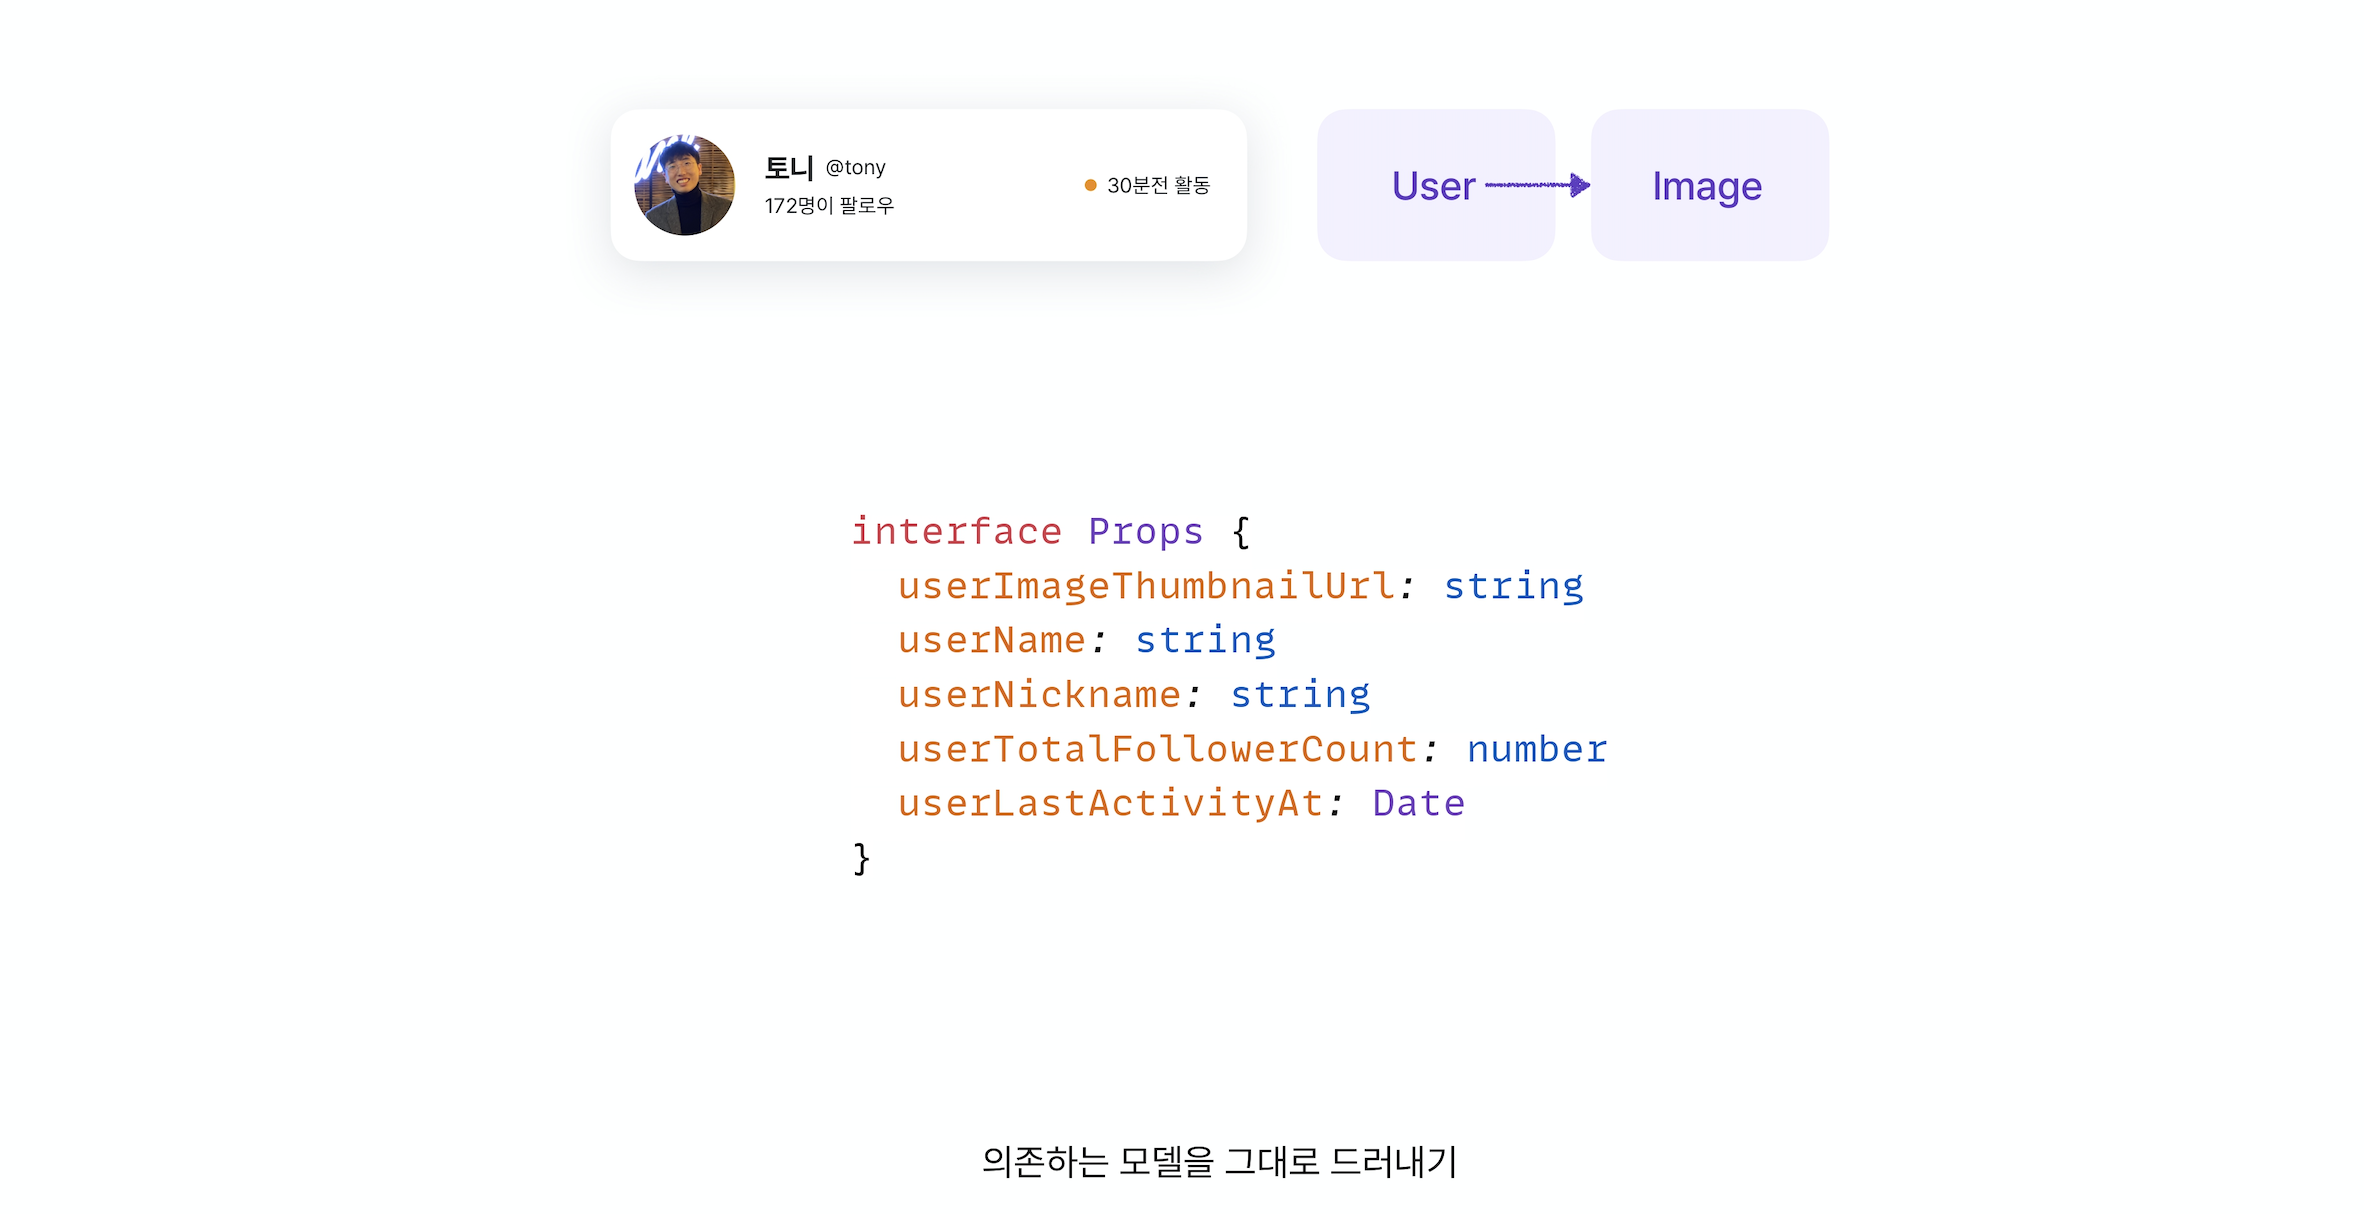 토니 @tony
172명이 팔로우
30분전 활동
User
Image
interface Props {
  userImageThumbnailUrl: string
  userName: string
  userNickname: string
  userTotalFollowerCount: number
  userLastActivityAt: Date
}
의존하는 모델을 그대로 드러내기